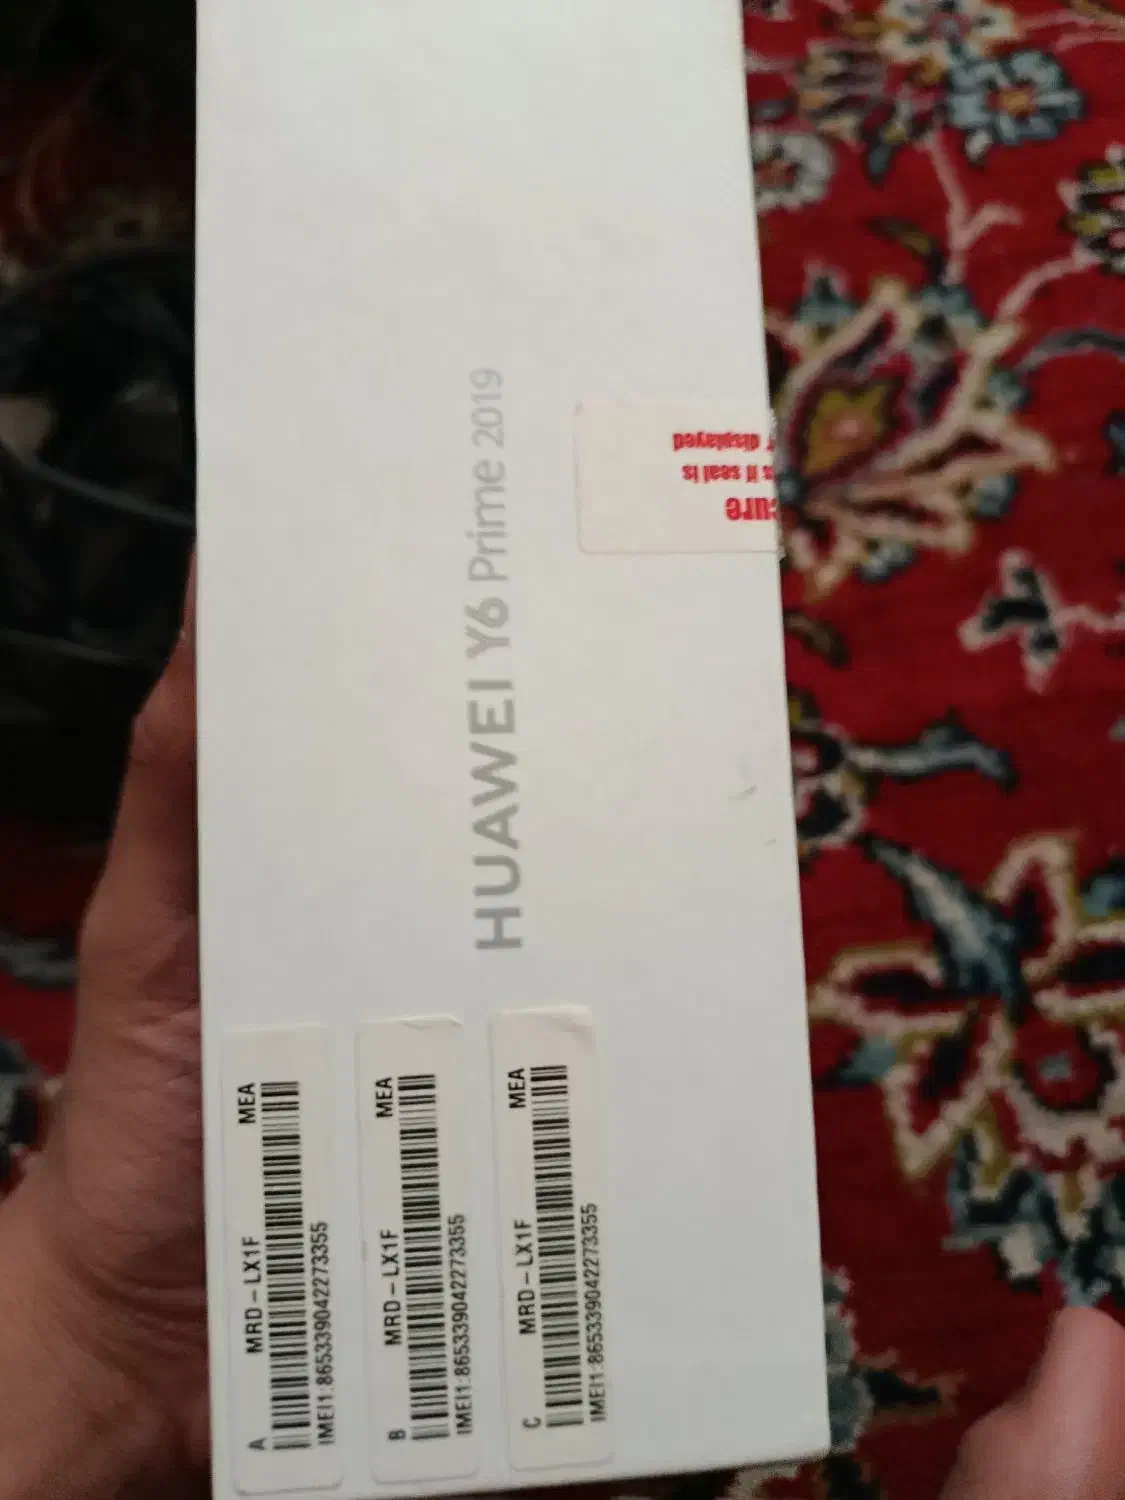 HUAWEI Y6 Prime 2019
cure
s if seal is
displayed
A MRD-LX1F MEA
IMEI1:865339042273355
B MRD-LX1F MEA
IMEI1:865339042273355
C MRD-LX1F MEA
IMEI1:865339042273355